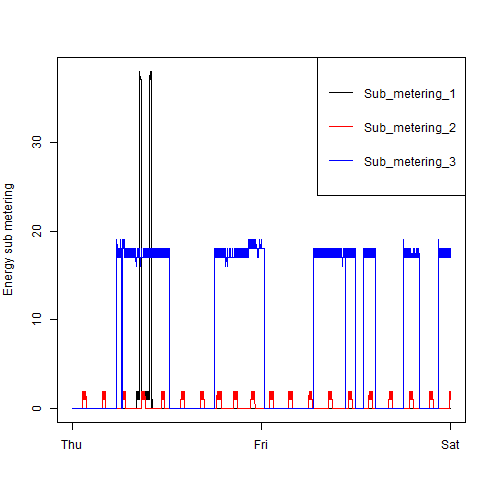 Sub_metering_1
Sub_metering_2
Sub_metering_3
Energy sub metering
30
20
10
0
Thu Fri Sat